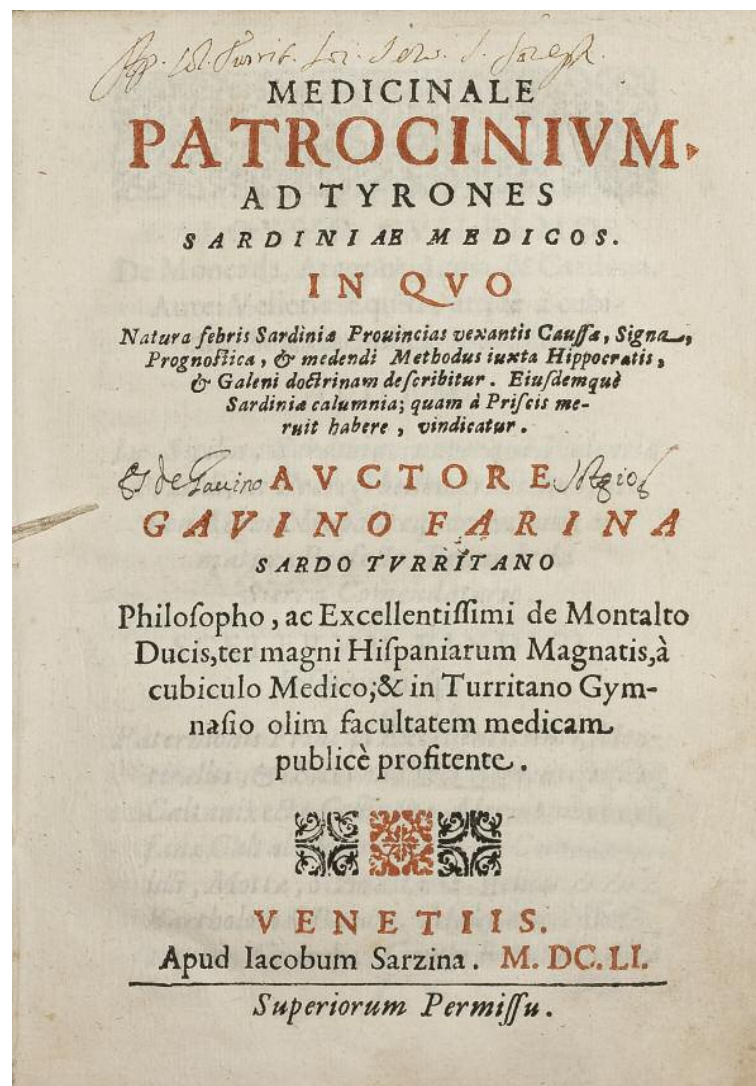 MEDICINALE
PATROCINIVM
AD TYRONES
SARDINIAE MEDICOS.
IN QVO
Natura febris Sardiniæ Prouincias vexantis Caussæ, Signa,
Prognostica, & medendi Methodus iuxta Hippocratis,
& Galeni doctrinam describitur. Eiusdemquè
Sardiniæ calumnia; quam à Priscis me-
ruit habere, vindicatur.
de Gauino AVCTORE
GAVINO FARINA
SARDO TVRRITANO
Philosopho, ac Excellentissimi de Montalto
Ducis, ter magni Hispaniarum Magnatis, à
cubiculo Medico; & in Turritano Gym-
nasio olim facultatem medicam
publicè profitente.
VENETIIS.
Apud Iacobum Sarzina. M. DC. LI.
Superiorum Permissu.